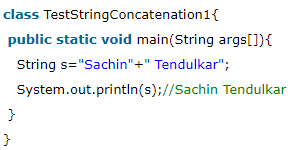 class TestStringConcatenation1{
public static void main(String args[]){
String s="Sachin"+" Tendulkar";
System.out.println(s);//Sachin Tendulkar
}
}